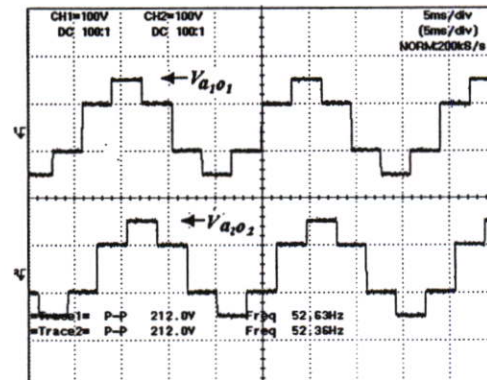 CH1=100V CH2=100V 5ms/div
DC 100:1 DC 100:1 (5ms/div)
NORM:200kS/s
Va1o1
Va2o2
=Trace1= P-P 212.0V Freq 52.63Hz
=Trace2= P-P 212.0V Freq 52.36Hz